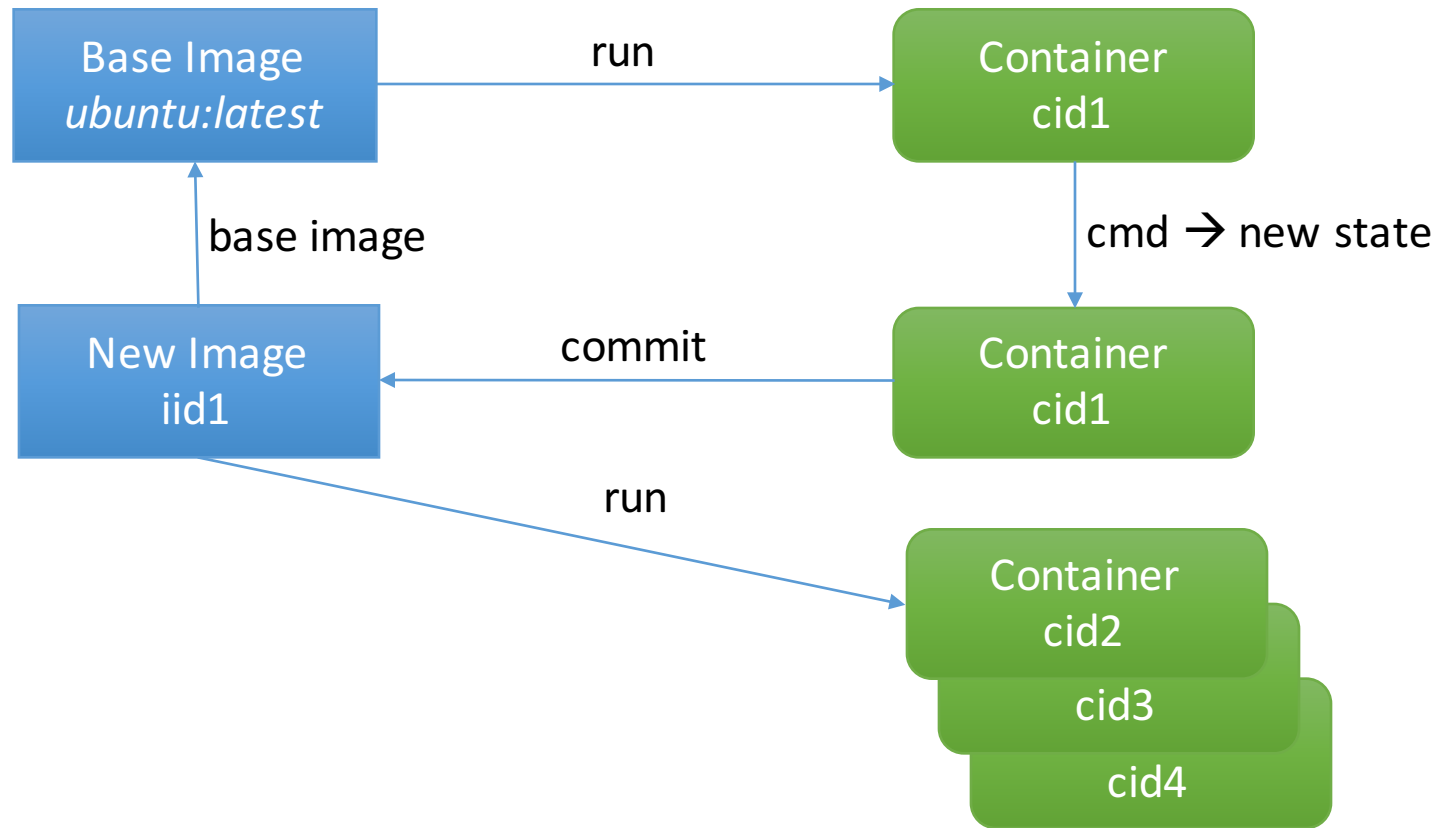 Base Image
ubuntu:latest
run
Container
cid1
base image
cmd → new state
New Image
iid1
commit
Container
cid1
run
Container
cid2
cid3
cid4